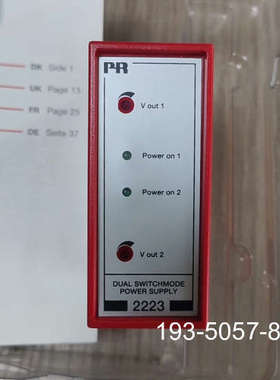 DK Side 1
UK Page 13
FR Page 25
DE Seite 37
PR
V out 1
Power on 1
Power on 2
V out 2
DUAL SWITCHMODE
POWER SUPPLY
2223
193-5057-8